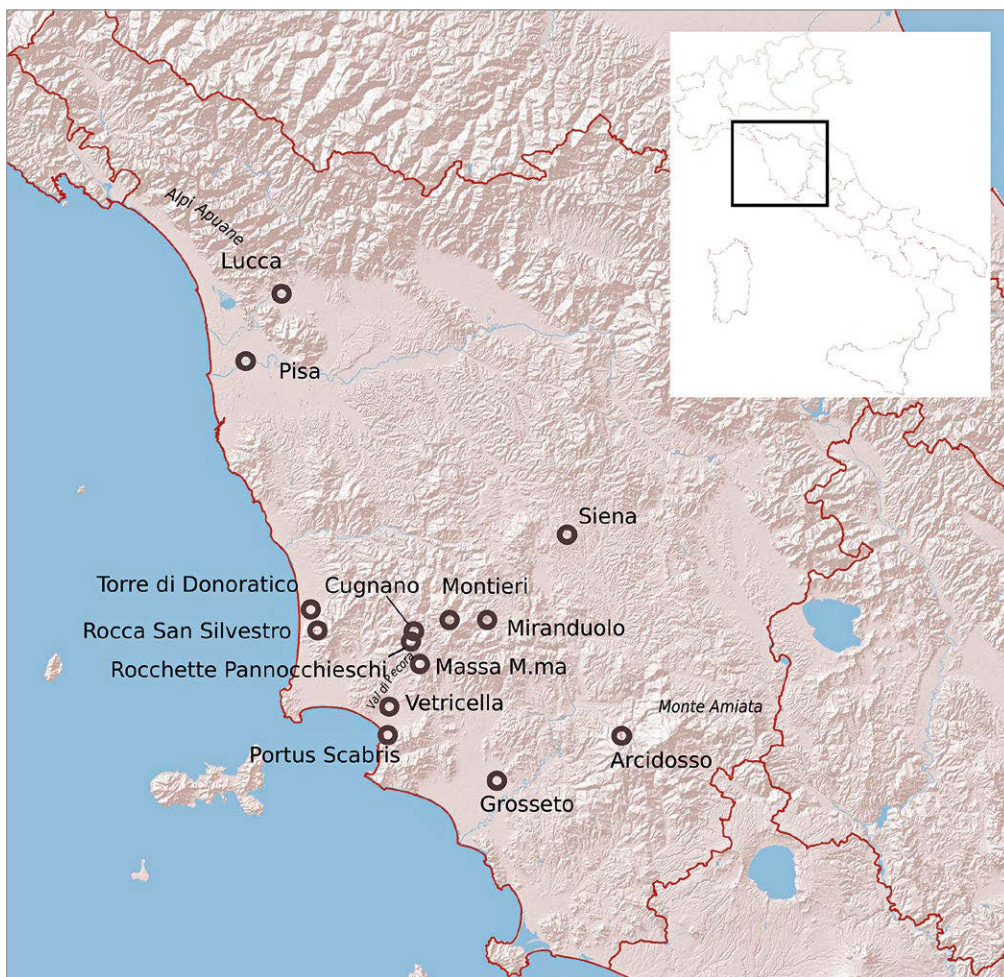 Alpi Apuane
Lucca
Pisa
Siena
Torre di Donoratico
Cugnano
Montieri
Rocca San Silvestro
Miranduolo
Rocchette Pannocchieschi
Massa M.ma
Val di Pecora
Vetricella
Monte Amiata
Portus Scabris
Arcidosso
Grosseto